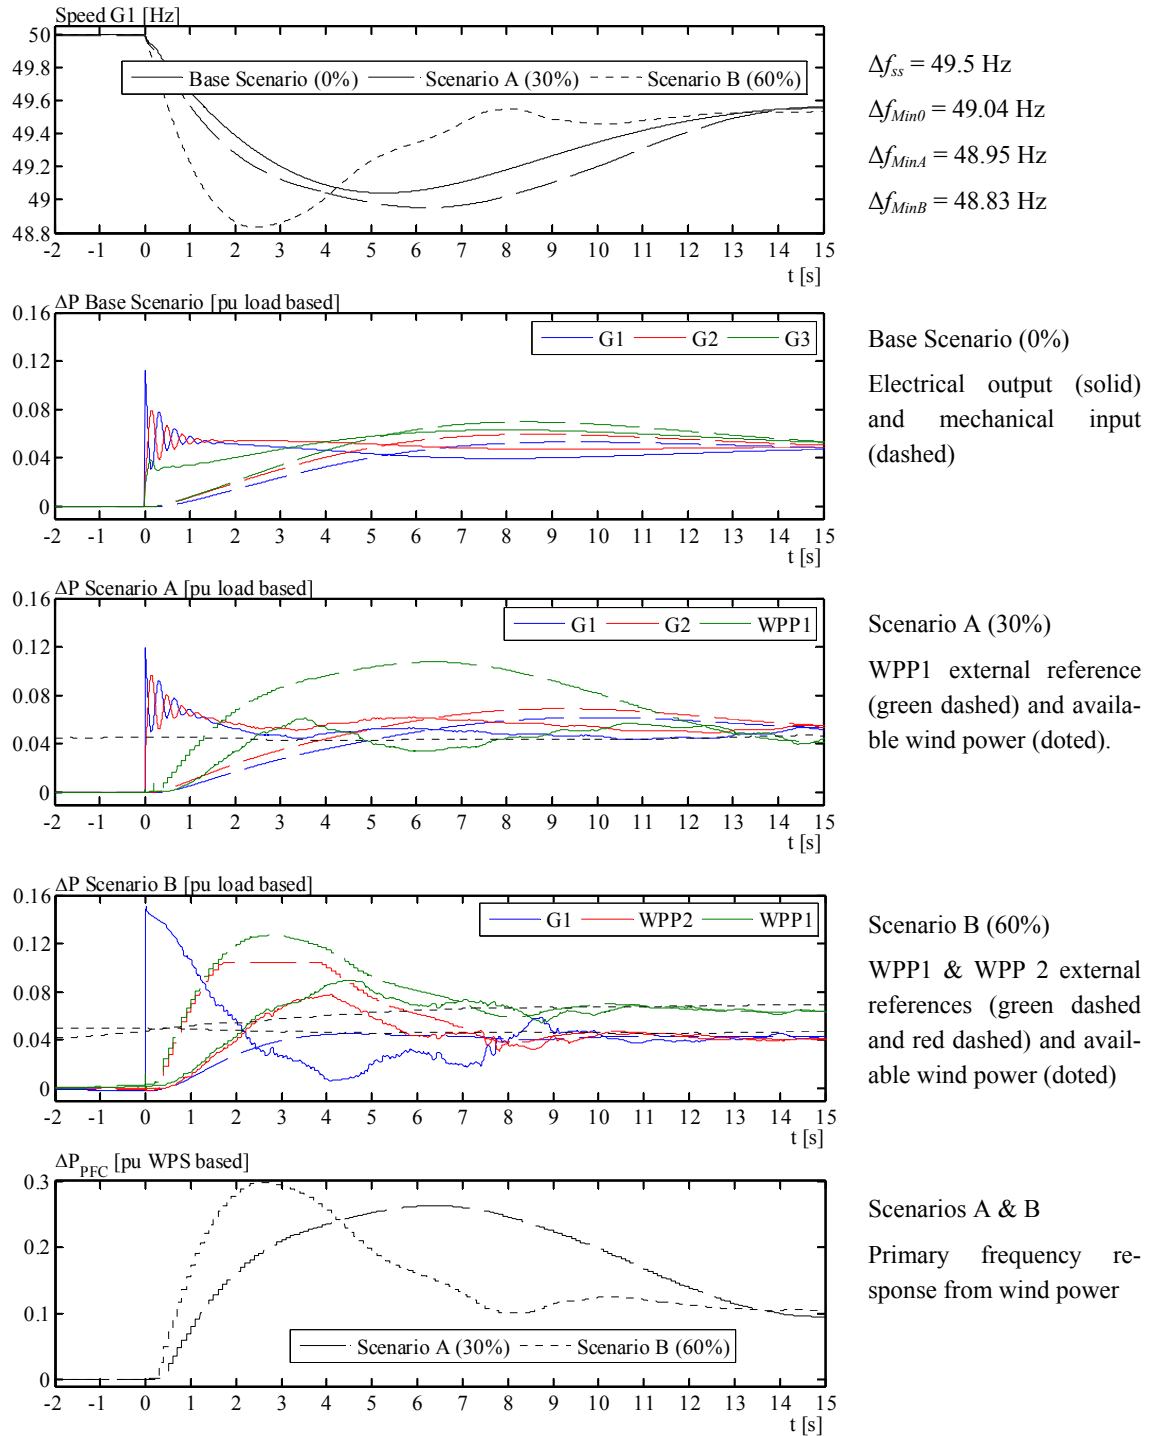 Speed G1 [Hz]
50
49.8
49.6
49.4
49.2
49
48.8
Base Scenario (0%) Scenario A (30%) Scenario B (60%)
-2 -1 0 1 2 3 4 5 6 7 8 9 10 11 12 13 14 15
t [s]
Δfss = 49.5 Hz
ΔfMin0 = 49.04 Hz
ΔfMinA = 48.95 Hz
ΔfMinB = 48.83 Hz
ΔP Base Scenario [pu load based]
0.16
0.12
0.08
0.04
0
G1 G2 G3
-2 -1 0 1 2 3 4 5 6 7 8 9 10 11 12 13 14 15
t [s]
Base Scenario (0%)
Electrical output (solid)
and mechanical input
(dashed)
ΔP Scenario A [pu load based]
0.16
0.12
0.08
0.04
0
G1 G2 WPP1
-2 -1 0 1 2 3 4 5 6 7 8 9 10 11 12 13 14 15
t [s]
Scenario A (30%)
WPP1 external reference
(green dashed) and availa-
ble wind power (doted).
ΔP Scenario B [pu load based]
0.16
0.12
0.08
0.04
0
G1 WPP2 WPP1
-2 -1 0 1 2 3 4 5 6 7 8 9 10 11 12 13 14 15
t [s]
Scenario B (60%)
WPP1 & WPP 2 external
references (green dashed
and red dashed) and avail-
able wind power (doted)
ΔPPFC [pu WPS based]
0.3
0.2
0.1
0
Scenario A (30%) Scenario B (60%)
-2 -1 0 1 2 3 4 5 6 7 8 9 10 11 12 13 14 15
t [s]
Scenarios A & B
Primary frequency re-
sponse from wind power